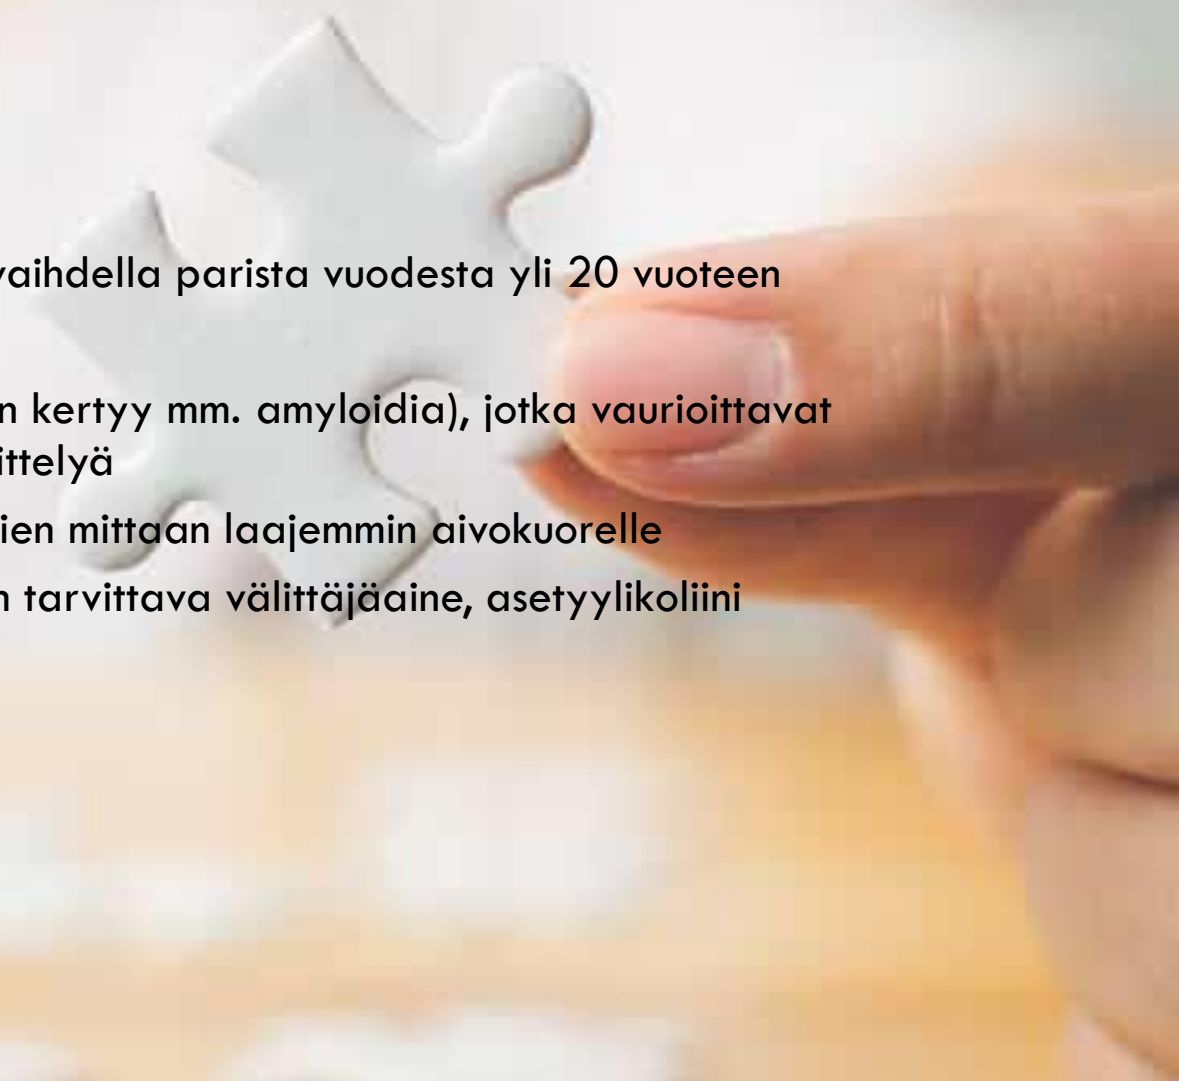 vaihdella parista vuodesta yli 20 vuoteen
n kertyy mm. amyloidia), jotka vaurioittavat
ittelyä
ien mittaan laajemmin aivokuorelle
n tarvittava välittäjäaine, asetyylikoliini